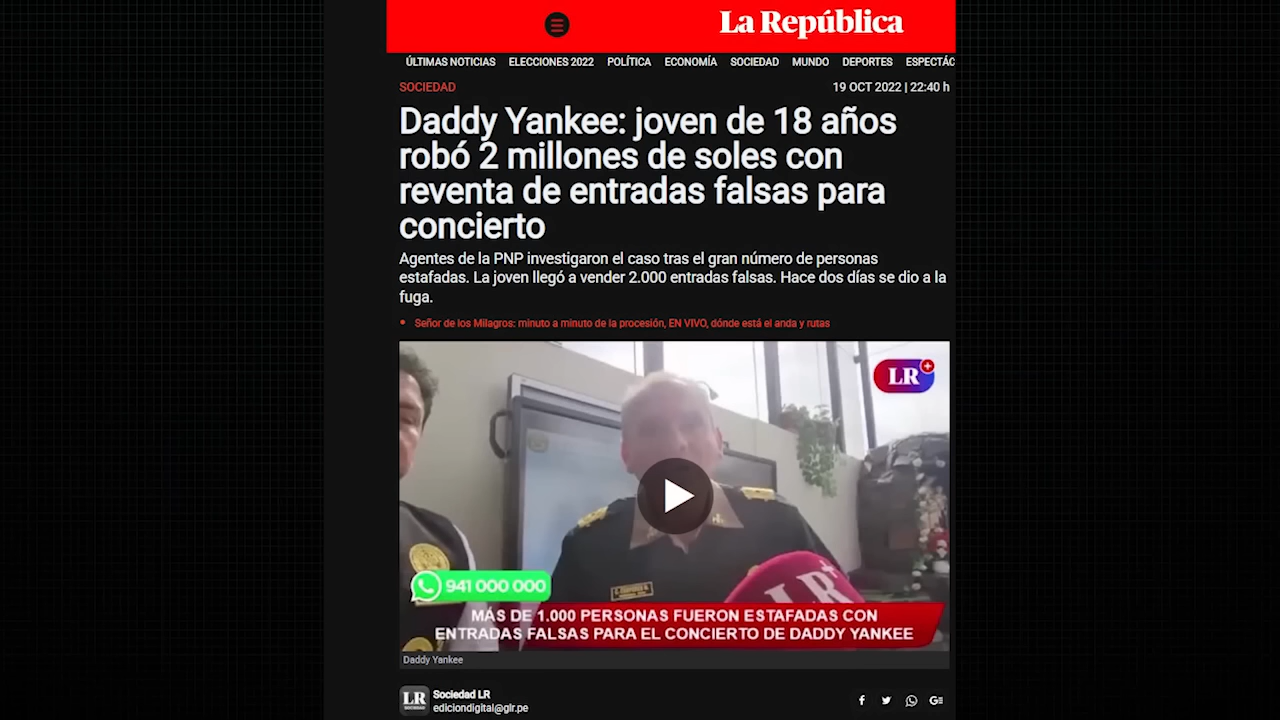 La República
ÚLTIMAS NOTICIAS ELECCIONES 2022 POLÍTICA ECONOMÍA SOCIEDAD MUNDO DEPORTES ESPECTÁC
SOCIEDAD 19 OCT 2022 | 22:40 h
Daddy Yankee: joven de 18 años
robó 2 millones de soles con
reventa de entradas falsas para
concierto
Agentes de la PNP investigaron el caso tras el gran número de personas
estafadas. La joven llegó a vender 2.000 entradas falsas. Hace dos días se dio a la
fuga.
Señor de los Milagros: minuto a minuto de la procesión, EN VIVO, dónde está el anda y rutas
LR+
941 000 000
LR+
MÁS DE 1.000 PERSONAS FUERON ESTAFADAS CON
ENTRADAS FALSAS PARA EL CONCIERTO DE DADDY YANKEE
Daddy Yankee
LR
SOCIEDAD
Sociedad LR
ediciondigital@glr.pe